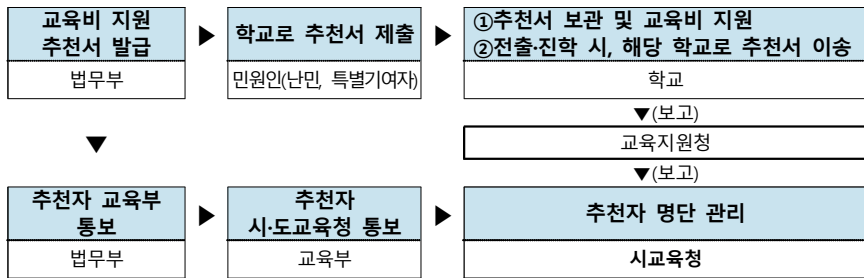 교육비 지원
추천서 발급
▶
학교로 추천서 제출
▶
①추천서 보관 및 교육비 지원
②전출·진학 시, 해당 학교로 추천서 이송
법무부
민원인(난민, 특별기여자)
학교
▼(보고)
▼
교육지원청
▼(보고)
추천자 교육부
통보
▶
추천자
시·도교육청 통보
▶
추천자 명단 관리
법무부
교육부
시교육청